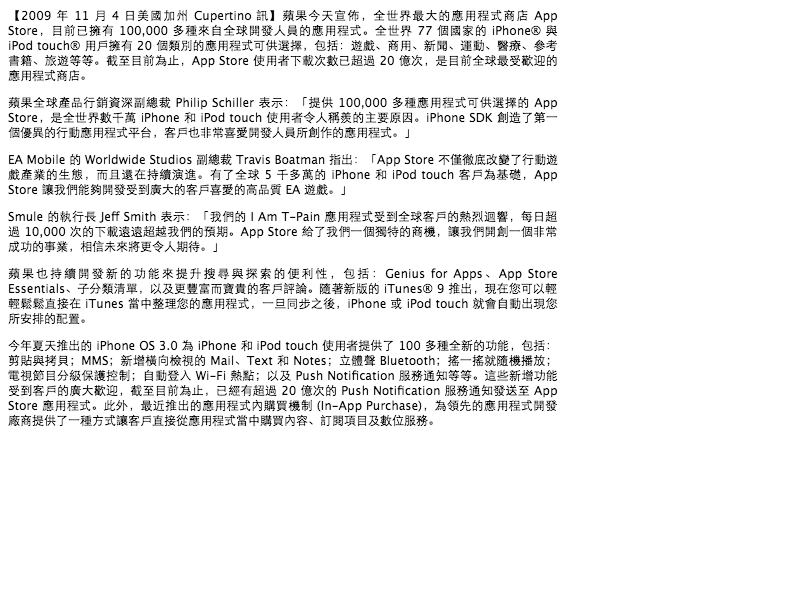 【2009 年 11 月 4 日美國加州 Cupertino 訊】蘋果今天宣佈，全世界最大的應用程式商店 App
Store，目前已擁有 100,000 多種來自全球開發人員的應用程式。全世界 77 個國家的 iPhone® 與
iPod touch® 用戶擁有 20 個類別的應用程式可供選擇，包括：遊戲、商用、新聞、運動、醫療、參考
書籍、旅遊等等。截至目前為止，App Store 使用者下載次數已超過 20 億次，是目前全球最受歡迎的
應用程式商店。
蘋果全球產品行銷資深副總裁 Philip Schiller 表示：「提供 100,000 多種應用程式可供選擇的 App
Store，是全世界數千萬 iPhone 和 iPod touch 使用者令人稱羨的主要原因。iPhone SDK 創造了第一
個優異的行動應用程式平台，客戶也非常喜愛開發人員所創作的應用程式。」
EA Mobile 的 Worldwide Studios 副總裁 Travis Boatman 指出：「App Store 不僅徹底改變了行動遊
戲產業的生態，而且還在持續演進。有了全球 5 千多萬的 iPhone 和 iPod touch 客戶為基礎，App
Store 讓我們能夠開發受到廣大的客戶喜愛的高品質 EA 遊戲。」
Smule 的執行長 Jeff Smith 表示：「我們的 I Am T-Pain 應用程式受到全球客戶的熱烈迴響，每日超
過 10,000 次的下載遠遠超越我們的預期。App Store 給了我們一個獨特的商機，讓我們開創一個非常
成功的事業，相信未來將更令人期待。」
蘋果也持續開發新的功能來提升搜尋與探索的便利性，包括：Genius for Apps、App Store
Essentials、子分類清單，以及更豐富而寶貴的客戶評論。隨著新版的 iTunes® 9 推出，現在您可以輕
輕鬆鬆直接在 iTunes 當中整理您的應用程式，一旦同步之後，iPhone 或 iPod touch 就會自動出現您
所安排的配置。
今年夏天推出的 iPhone OS 3.0 為 iPhone 和 iPod touch 使用者提供了 100 多種全新的功能，包括：
剪貼與拷貝；MMS；新增橫向檢視的 Mail、Text 和 Notes；立體聲 Bluetooth；搖一搖就隨機播放；
電視節目分級保護控制；自動登入 Wi-Fi 熱點；以及 Push Notification 服務通知等等。這些新增功能
受到客戶的廣大歡迎，截至目前為止，已經有超過 20 億次的 Push Notification 服務通知發送至 App
Store 應用程式。此外，最近推出的應用程式內購買機制 (In-App Purchase)，為領先的應用程式開發
廠商提供了一種方式讓客戶直接從應用程式當中購買內容、訂閱項目及數位服務。